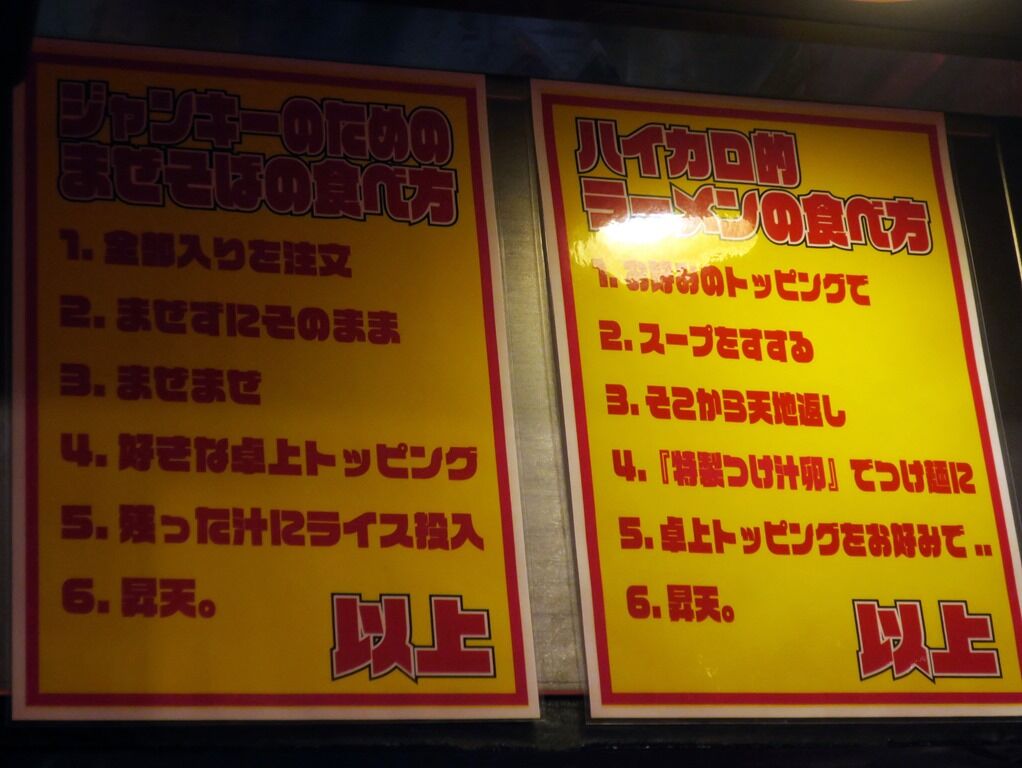 ジャンキーのための
まぜそばの食べ方
1. 全部入りを注文
2. まぜずにそのまま
3. まぜまぜ
4. 好きな卓上トッピング
5. 残った汁にライス投入
6. 昇天。
以上
ハイカロ的
ラーメンの食べ方
1. お好みのトッピングで
2. スープをすする
3. そこから天地返し
4.『特製つけ汁卵』でつけ麺に
5. 卓上トッピングをお好みで..
6. 昇天。
以上